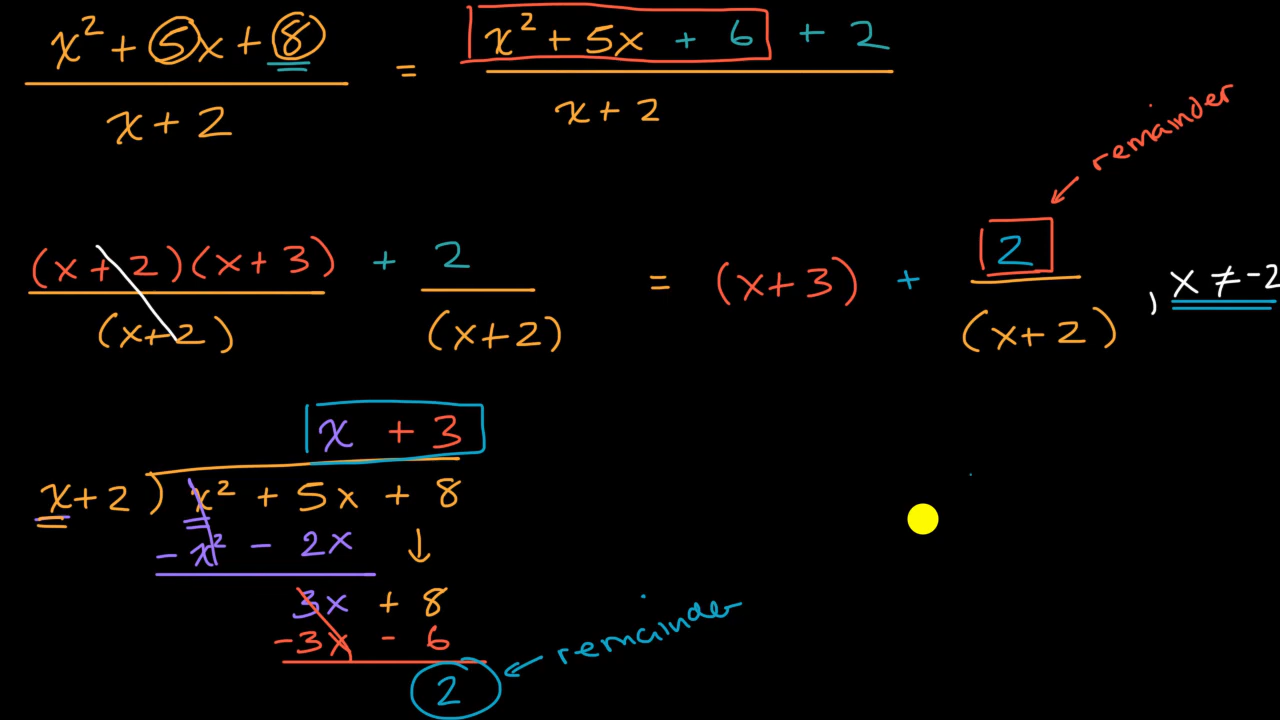 x² + 5x + 8 / x + 2 = x² + 5x + 6 + 2 / x + 2
remainder
(x + 2)(x + 3) / (x + 2) + 2 / (x + 2) = (x + 3) + 2 / (x + 2) , x ≠ -2
x + 3
x + 2 ) x² + 5x + 8
- x² - 2x ↓
3x + 8
-3x - 6
2 ← remainder